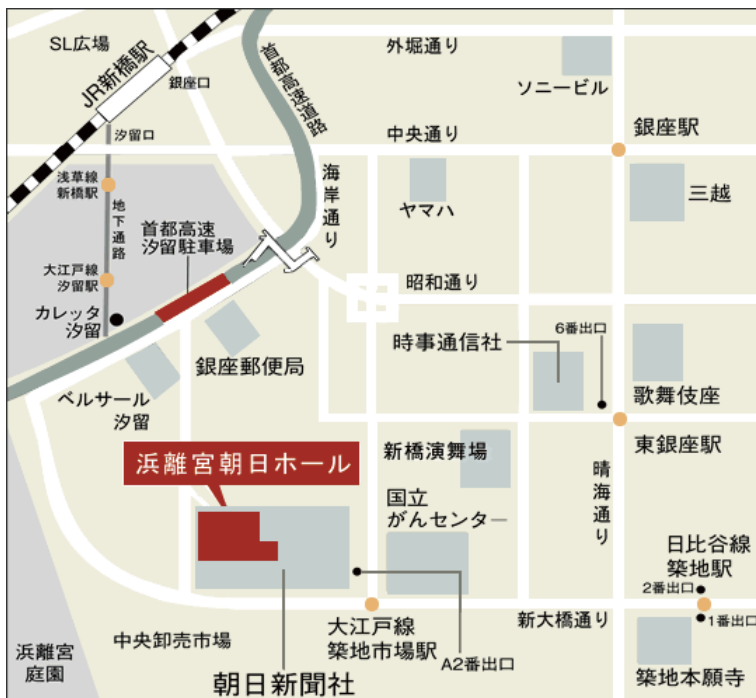 SL広場
JR新橋駅
銀座口
汐留口
首都高速道路
外堀通り
ソニービル
中央通り
銀座駅
浅草線
新橋駅
地下通路
首都高速
汐留駐車場
海岸通り
ヤマハ
三越
大江戸線
汐留駅
カレッタ
汐留
昭和通り
6番出口
時事通信社
銀座郵便局
歌舞伎座
ベルサール
汐留
東銀座駅
浜離宮朝日ホール
新橋演舞場
晴海通り
国立
がんセンター
日比谷線
築地駅
2番出口
1番出口
新大橋通り
中央卸売市場
大江戸線
築地市場駅
A2番出口
浜離宮
庭園
朝日新聞社
築地本願寺